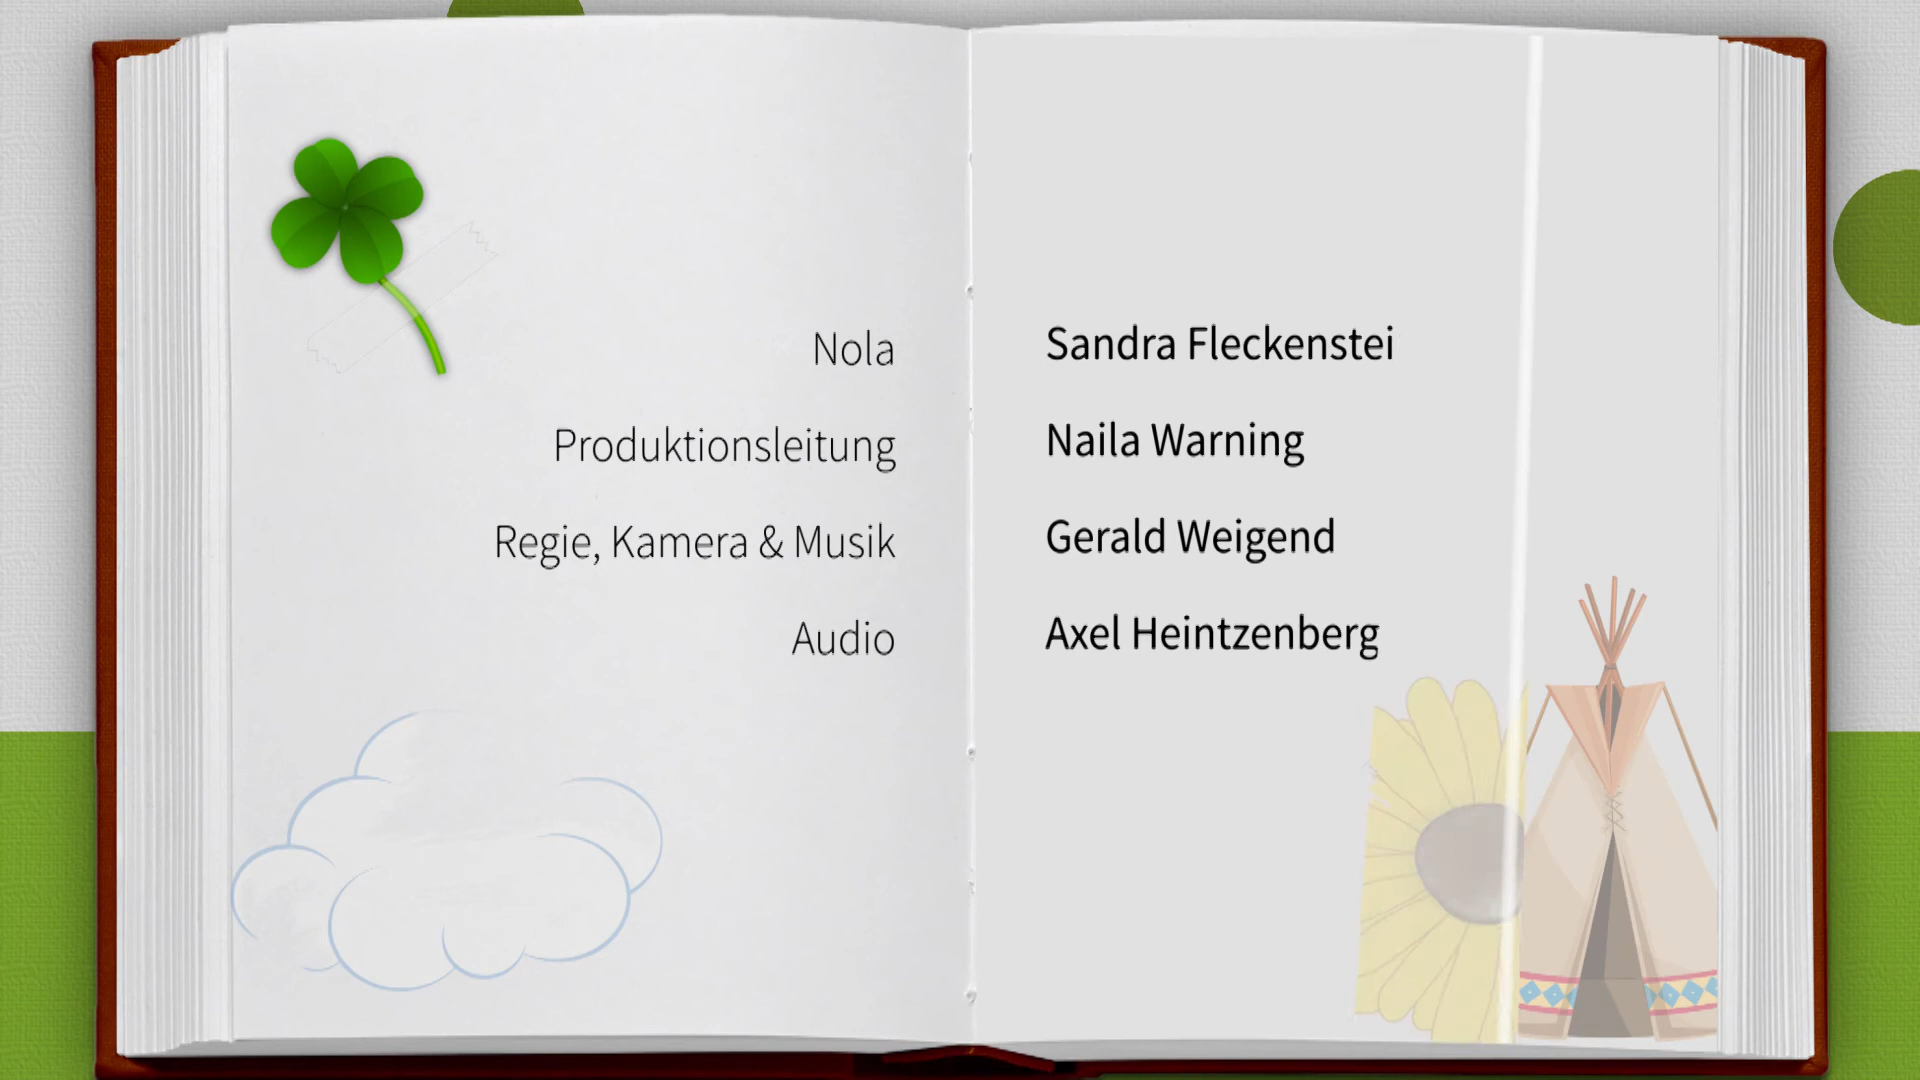 Nola Sandra Fleckenstei
Produktionsleitung Naila Warning
Regie, Kamera & Musik Gerald Weigend
Audio Axel Heintzenberg